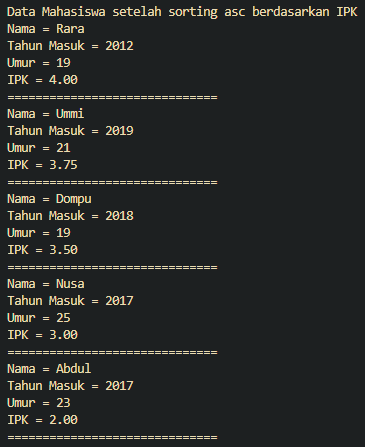 Data Mahasiswa setelah sorting asc berdasarkan IPK
Nama = Rara
Tahun Masuk = 2012
Umur = 19
IPK = 4.00
==============================
Nama = Ummi
Tahun Masuk = 2019
Umur = 21
IPK = 3.75
==============================
Nama = Dompu
Tahun Masuk = 2018
Umur = 19
IPK = 3.50
==============================
Nama = Nusa
Tahun Masuk = 2017
Umur = 25
IPK = 3.00
==============================
Nama = Abdul
Tahun Masuk = 2017
Umur = 23
IPK = 2.00
==============================